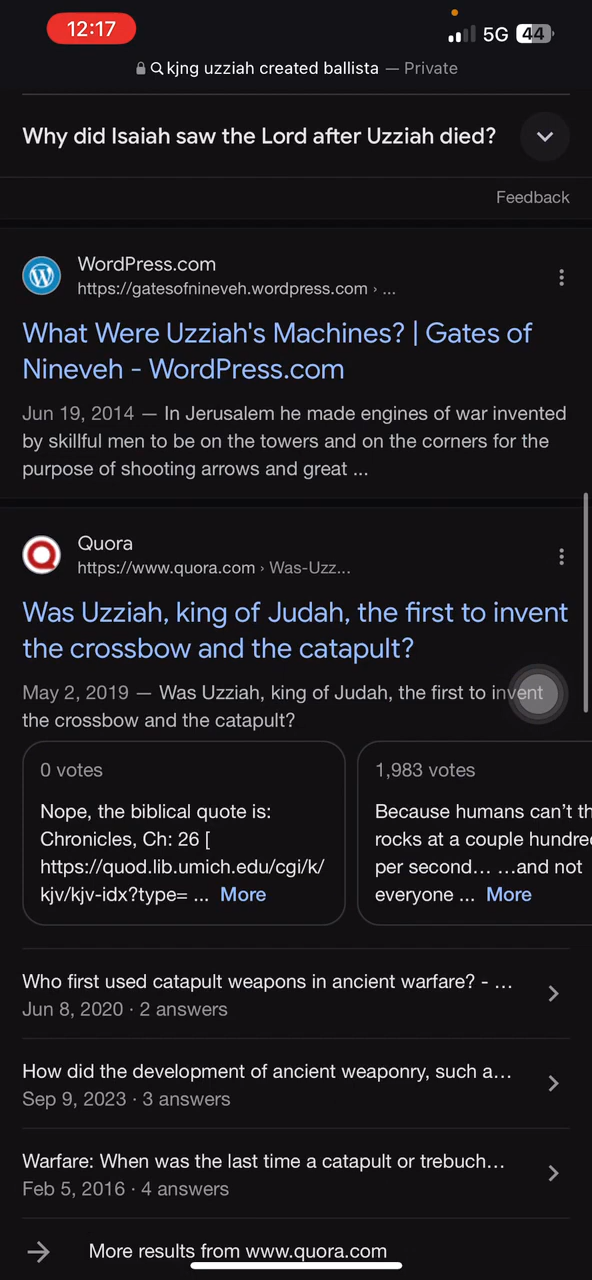 12:17
5G 44
kjng uzziah created ballista — Private
Why did Isaiah saw the Lord after Uzziah died?
Feedback
WordPress.com
https://gatesofnineveh.wordpress.com › ...
What Were Uzziah's Machines? | Gates of
Nineveh - WordPress.com
Jun 19, 2014 — In Jerusalem he made engines of war invented
by skillful men to be on the towers and on the corners for the
purpose of shooting arrows and great ...
Quora
https://www.quora.com › Was-Uzz...
Was Uzziah, king of Judah, the first to invent
the crossbow and the catapult?
May 2, 2019 — Was Uzziah, king of Judah, the first to invent
the crossbow and the catapult?
0 votes
Nope, the biblical quote is:
Chronicles, Ch: 26 [
https://quod.lib.umich.edu/cgi/k/
kjv/kjv-idx?type= ... More
1,983 votes
Because humans can't th
rocks at a couple hundre
per second... ...and not
everyone ... More
Who first used catapult weapons in ancient warfare? - ...
Jun 8, 2020 · 2 answers
How did the development of ancient weaponry, such a...
Sep 9, 2023 · 3 answers
Warfare: When was the last time a catapult or trebuch...
Feb 5, 2016 · 4 answers
More results from www.quora.com